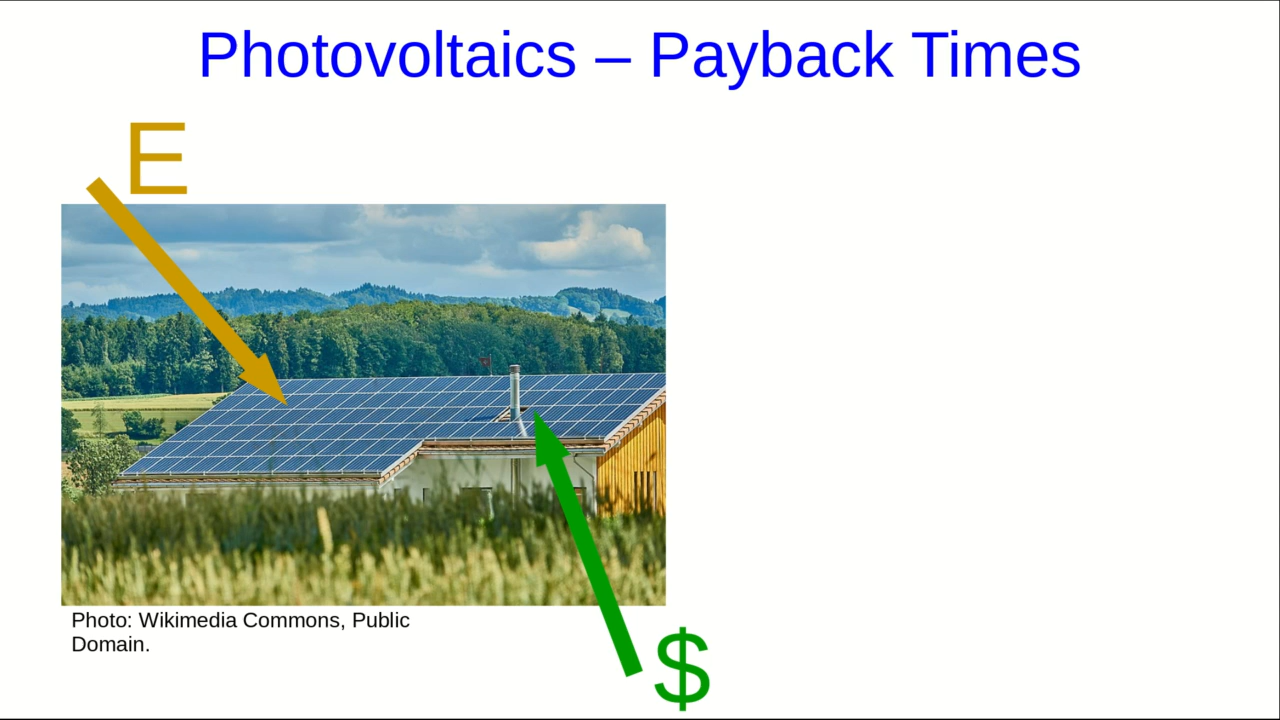 Photovoltaics – Payback Times
E
Photo: Wikimedia Commons, Public
Domain.
$